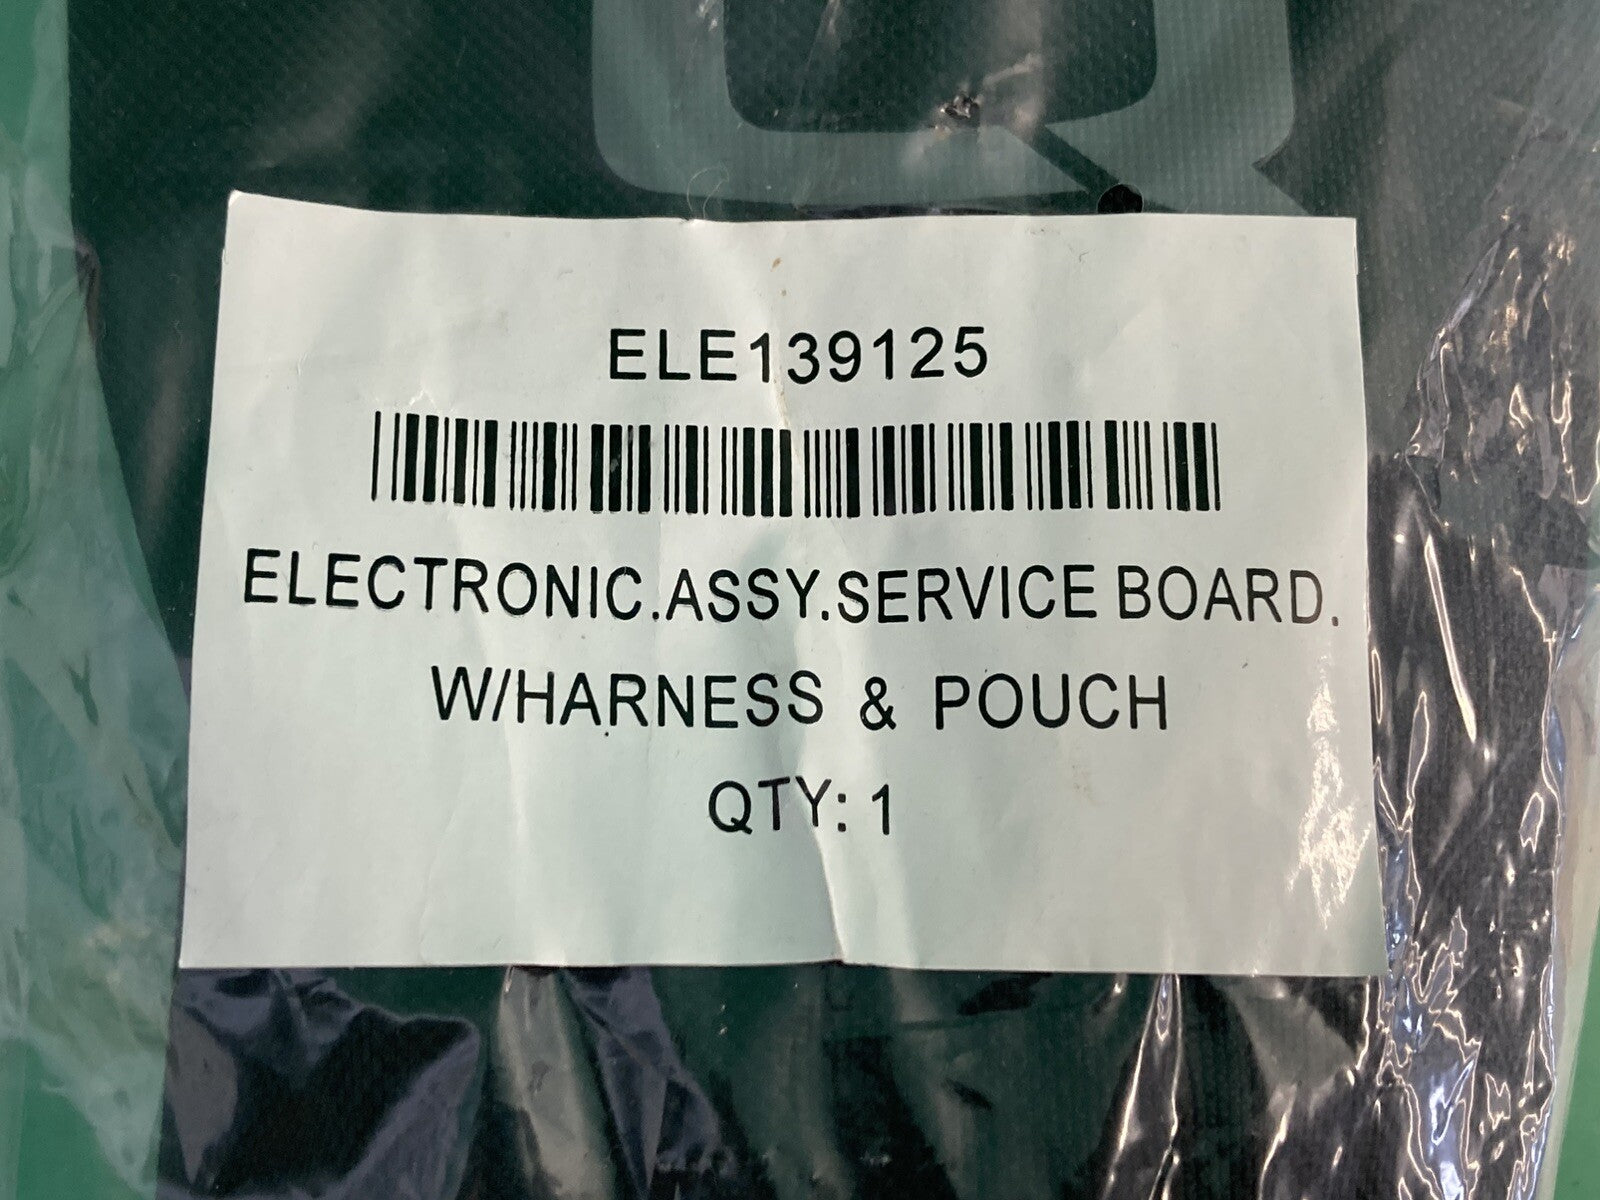 ELE139125
ELECTRONIC.ASSY.SERVICE BOARD.
W/HARNESS & POUCH
QTY: 1